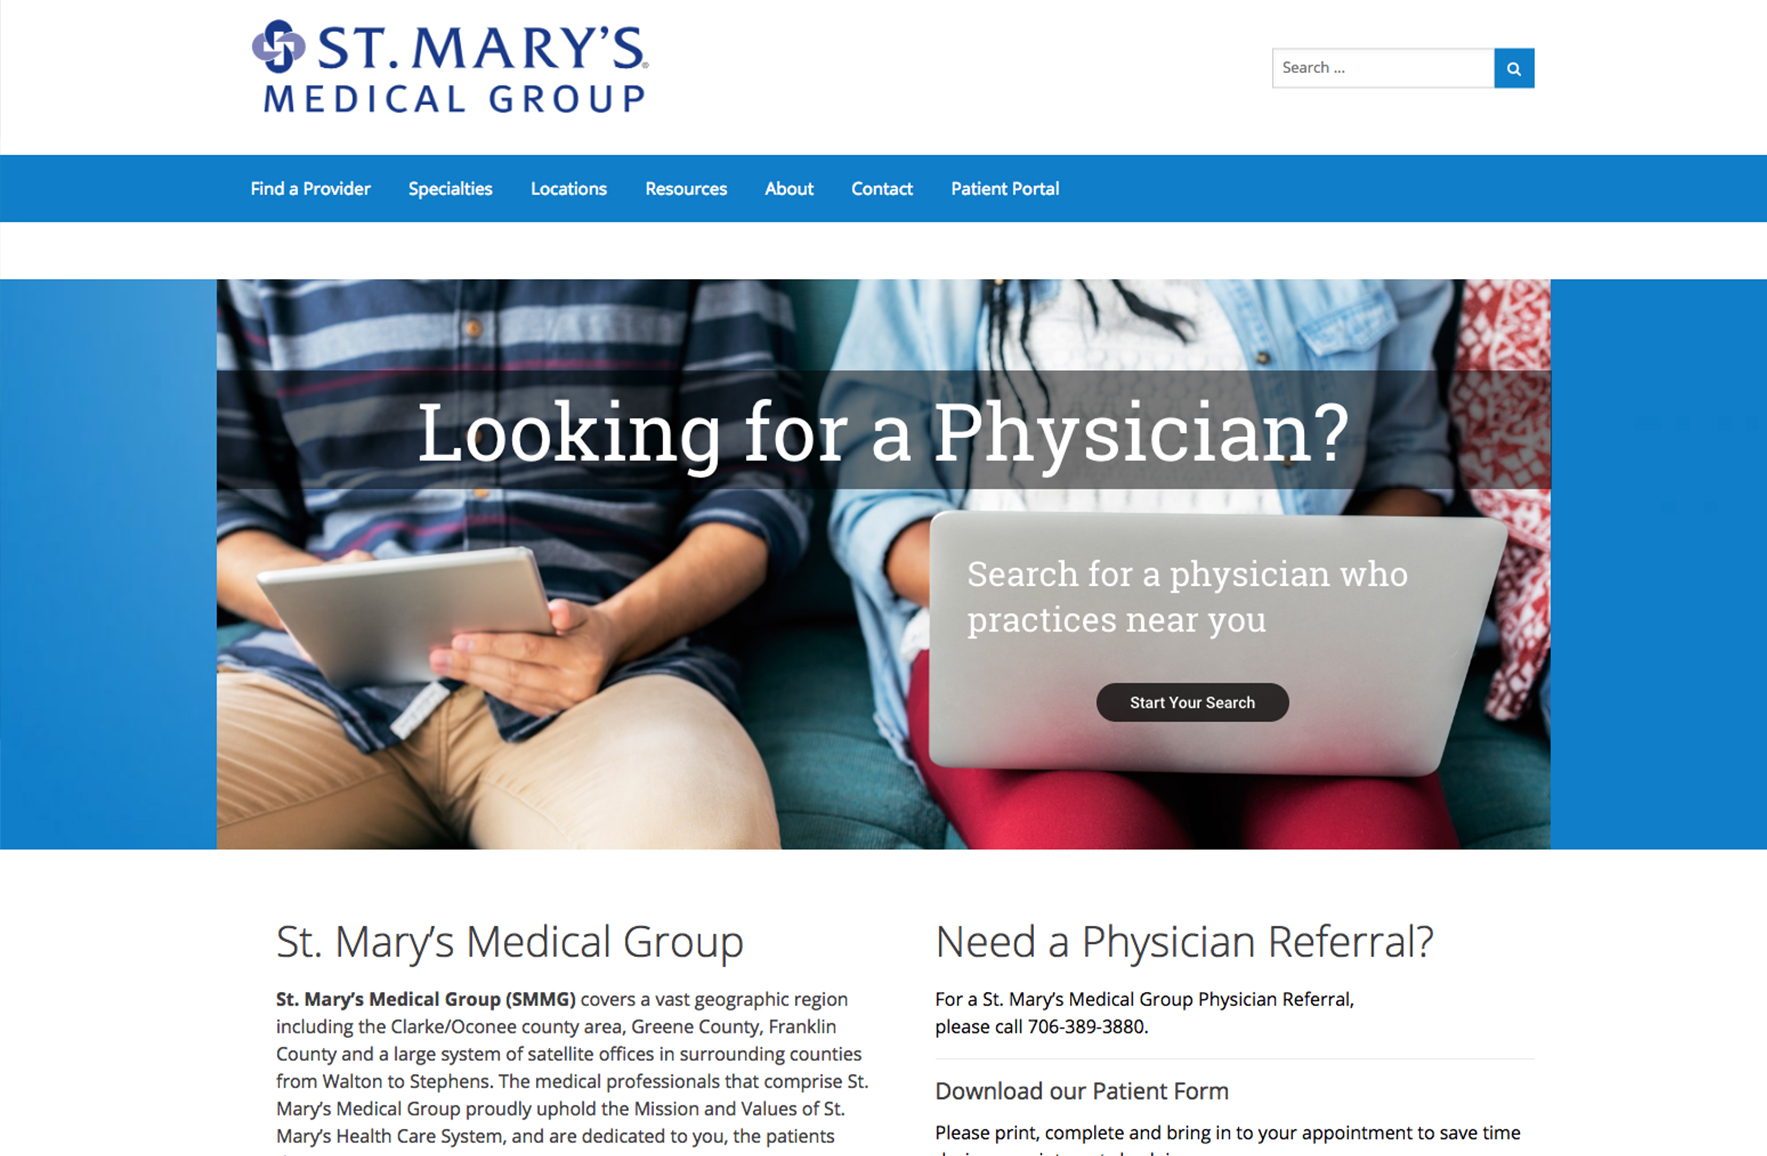 ST. MARY'S®
MEDICAL GROUP
Search ...
Find a Provider Specialties Locations Resources About Contact Patient Portal
Looking for a Physician?
Search for a physician who
practices near you
Start Your Search
St. Mary's Medical Group
St. Mary's Medical Group (SMMG) covers a vast geographic region
including the Clarke/Oconee county area, Greene County, Franklin
County and a large system of satellite offices in surrounding counties
from Walton to Stephens. The medical professionals that comprise St.
Mary's Medical Group proudly uphold the Mission and Values of St.
Mary's Health Care System, and are dedicated to you, the patients
Need a Physician Referral?
For a St. Mary's Medical Group Physician Referral,
please call 706-389-3880.
Download our Patient Form
Please print, complete and bring in to your appointment to save time